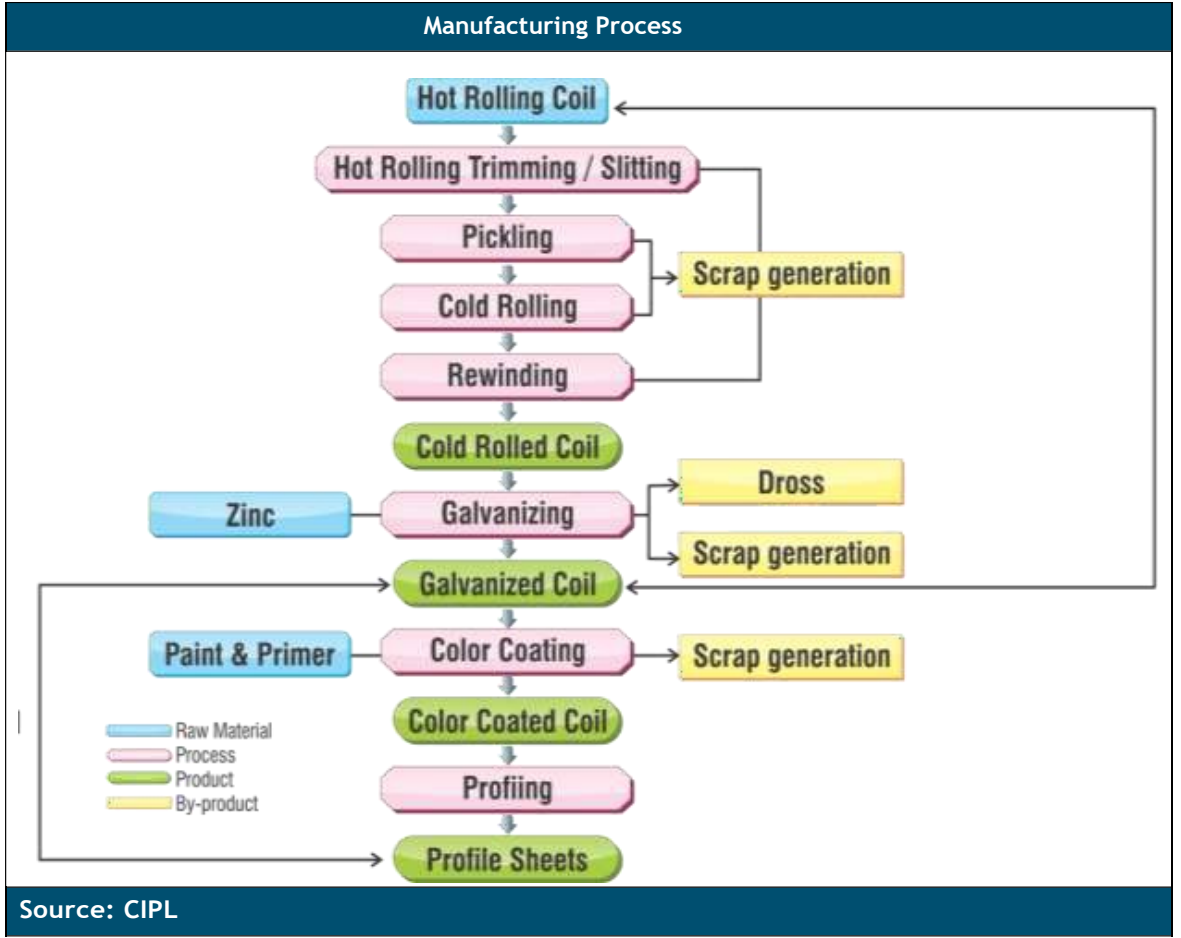 Manufacturing Process
Hot Rolling Coil
Hot Rolling Trimming / Slitting
Pickling
Scrap generation
Cold Rolling
Rewinding
Cold Rolled Coil
Dross
Zinc
Galvanizing
Scrap generation
Galvanized Coil
Paint & Primer
Color Coating
Scrap generation
Color Coated Coil
Raw Material
Process
Product
By-product
Profiing
Profile Sheets
Source: CIPL